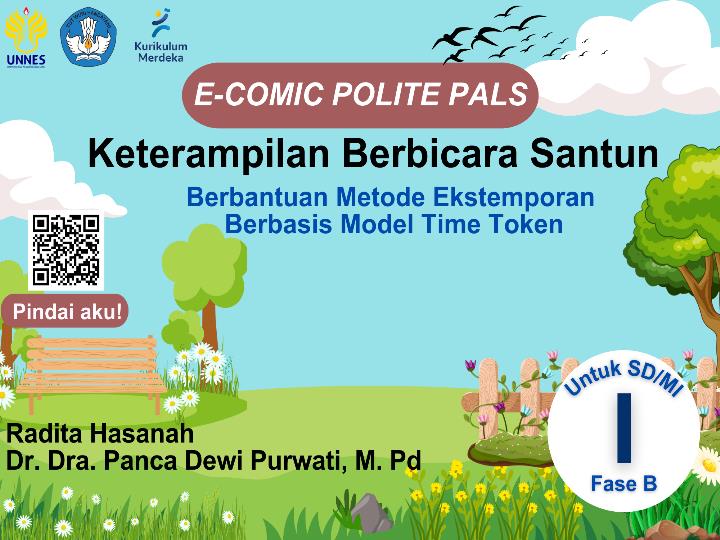 UNNES
Kurikulum
Merdeka
E-COMIC POLITE PALS
Keterampilan Berbicara Santun
Berbantuan Metode Ekstemporan
Berbasis Model Time Token
Pindai aku!
Radita Hasanah
Dr. Dra. Panca Dewi Purwati, M. Pd
Untuk SD/MI
I
Fase B